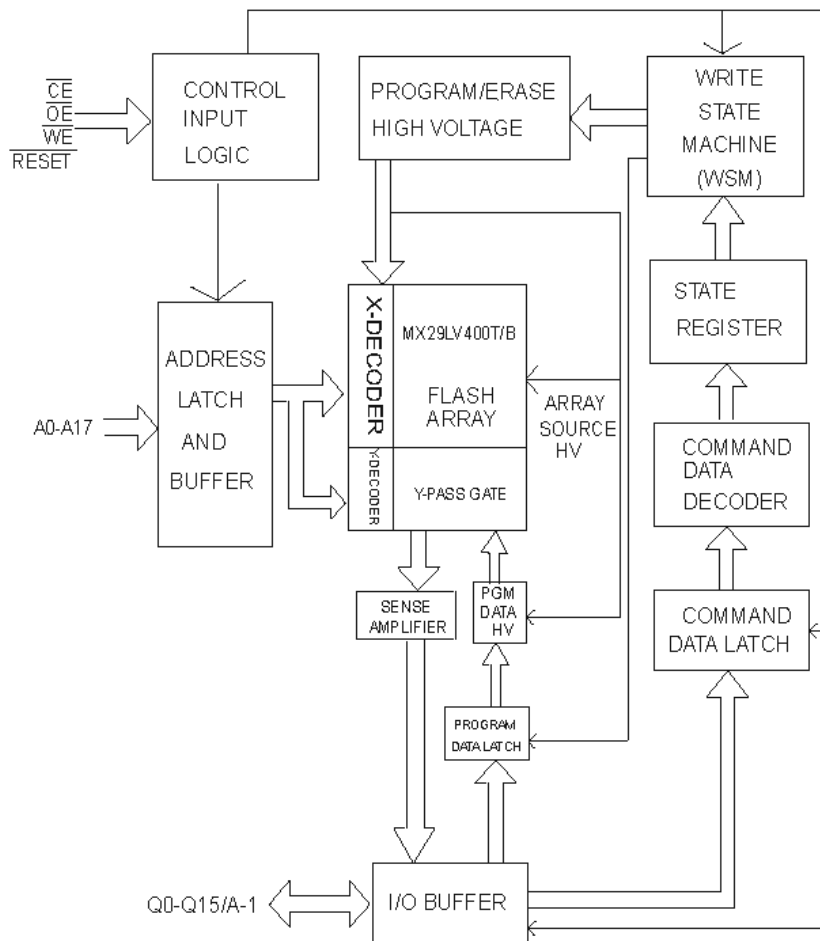 CE
OE
WE
RESET
CONTROL
INPUT
LOGIC
PROGRAM/ERASE
HIGH VOLTAGE
WRITE
STATE
MACHINE
(WSM)
STATE
REGISTER
A0-A17
ADDRESS
LATCH
AND
BUFFER
X-DECODER
MX29LV400T/B
FLASH
ARRAY
ARRAY
SOURCE
HV
Y-DECODER
Y-PASS GATE
COMMAND
DATA
DECODER
SENSE
AMPLIFIER
PGM
DATA
HV
COMMAND
DATA LATCH
PROGRAM
DATA LATCH
Q0-Q15/A-1
I/O BUFFER